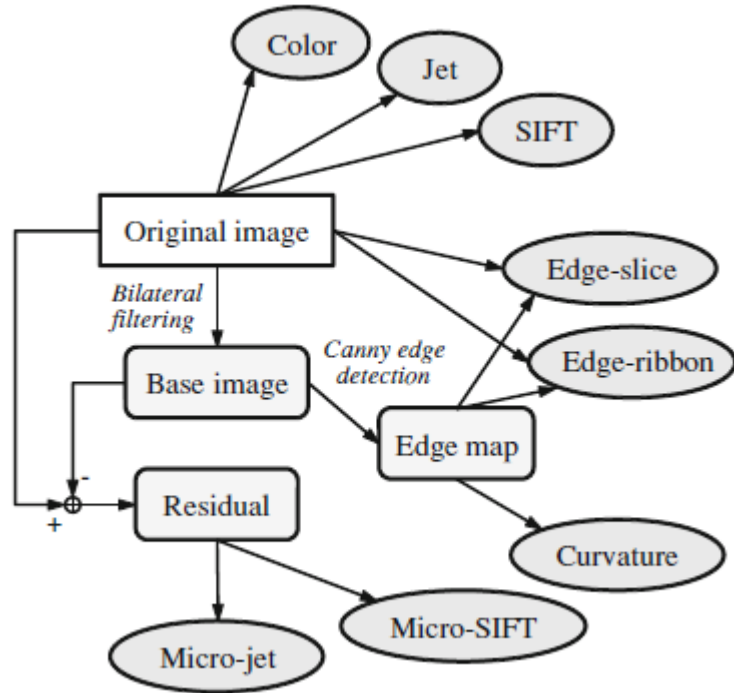 Color
Jet
SIFT
Original image
Edge-slice
Bilateral
filtering
Canny edge
detection
Edge-ribbon
Base image
Edge map
-
+
Residual
Curvature
Micro-SIFT
Micro-jet